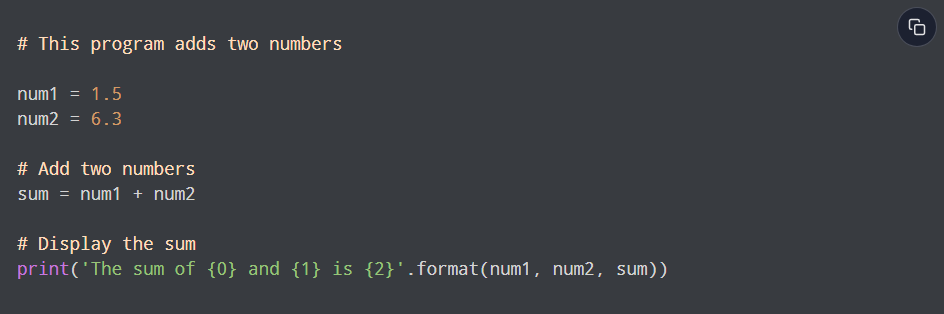 # This program adds two numbers
num1 = 1.5
num2 = 6.3
# Add two numbers
sum = num1 + num2
# Display the sum
print('The sum of {0} and {1} is {2}'.format(num1, num2, sum))